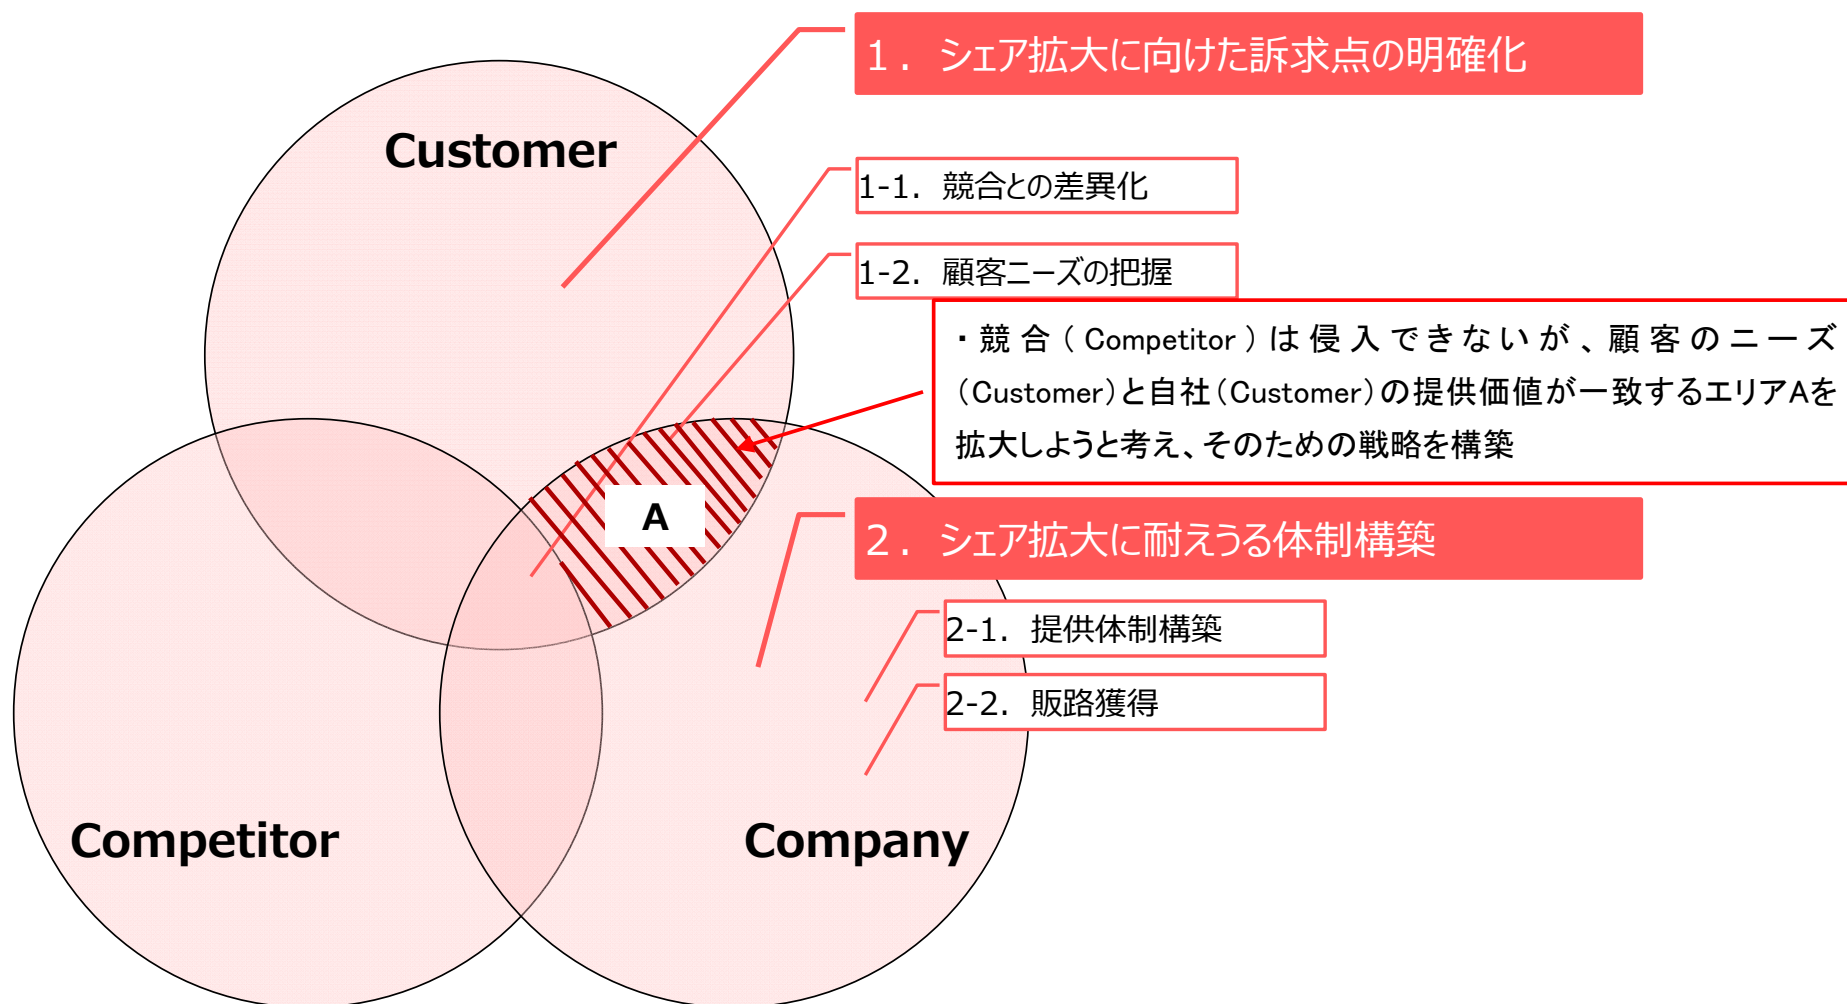 1．シェア拡大に向けた訴求点の明確化
Customer
1-1. 競合との差異化
1-2. 顧客ニーズの把握
・競合（Competitor）は侵入できないが、顧客のニーズ
（Customer）と自社（Customer）の提供価値が一致するエリアAを
拡大しようと考え、そのための戦略を構築
A
2．シェア拡大に耐えうる体制構築
2-1. 提供体制構築
2-2. 販路獲得
Competitor
Company